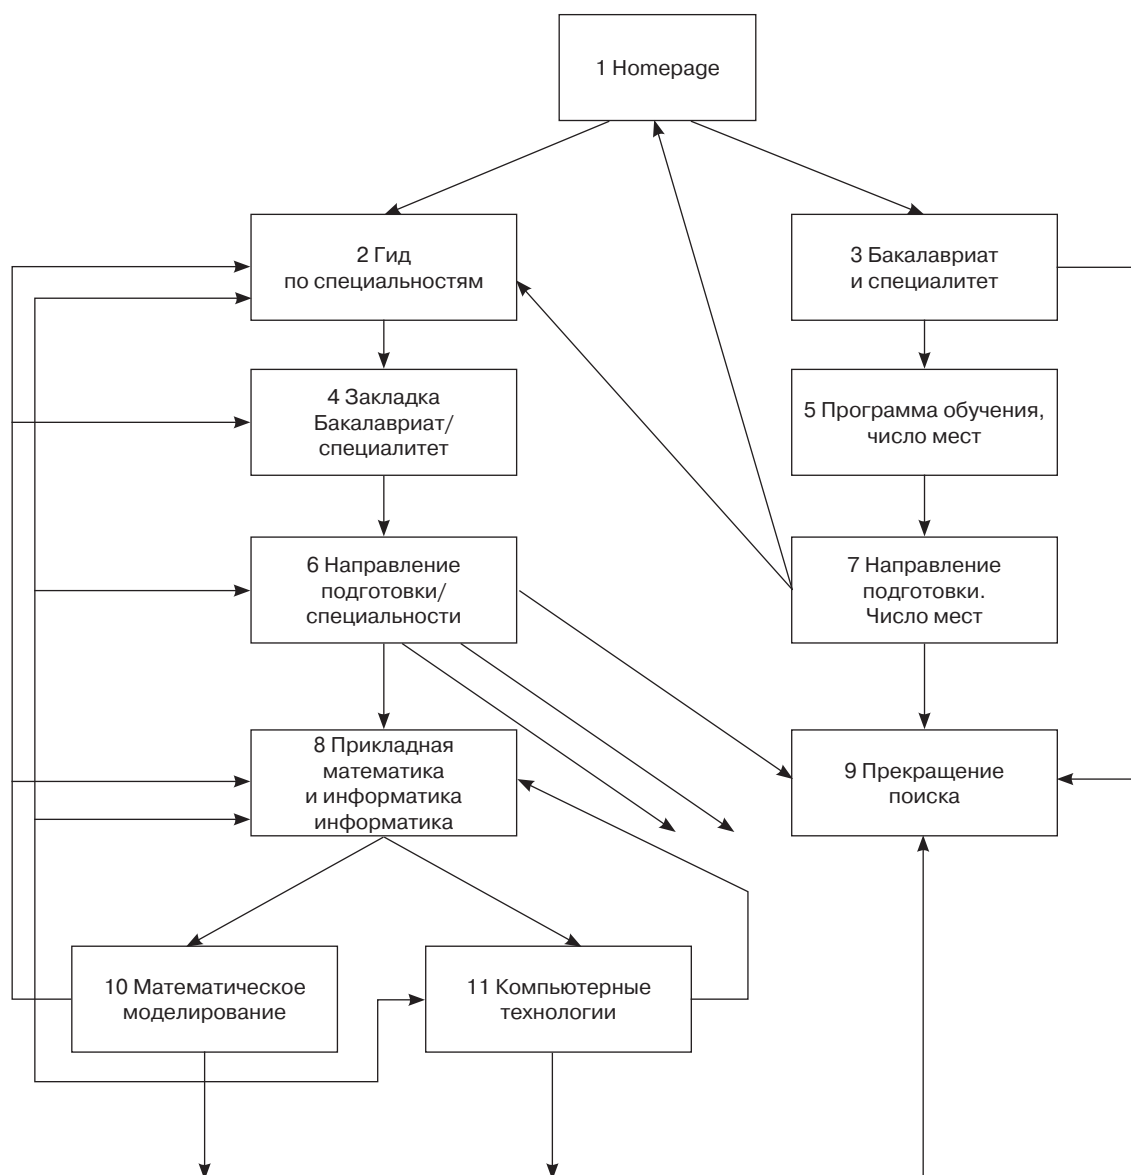 1 Homepage
2 Гид
по специальностям
3 Бакалавриат
и специалитет
4 Закладка
Бакалавриат/
специалитет
5 Программа обучения,
число мест
6 Направление
подготовки/
специальности
7 Направление
подготовки.
Число мест
8 Прикладная
математика
и информатика
информатика
9 Прекращение
поиска
10 Математическое
моделирование
11 Компьютерные
технологии